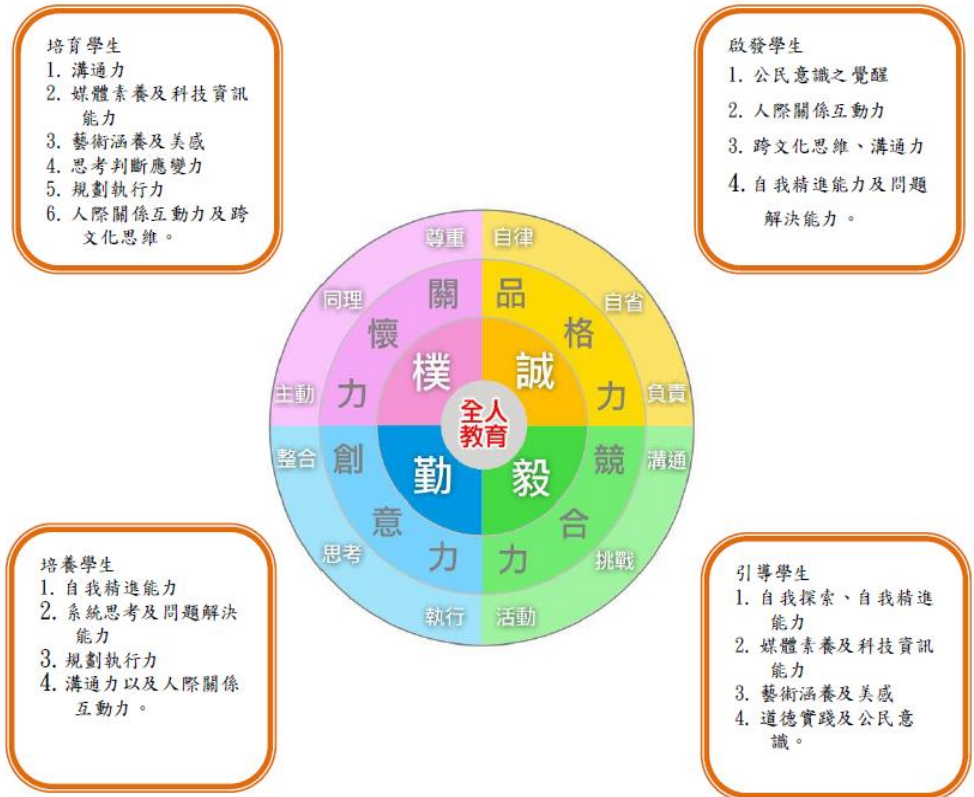 培育學生
1. 溝通力
2. 媒體素養及科技資訊
能力
3. 藝術涵養及美感
4. 思考判斷應變力
5. 規劃執行力
6. 人際關係互動力及跨
文化思維。
啟發學生
1. 公民意識之覺醒
2. 人際關係互動力
3. 跨文化思維、溝通力
4. 自我精進能力及問題
解決能力。
尊重
同理
主動
關懷力
樸
自律
自省
負責
品格力
誠
全人
教育
整合
思考
執行
創意力
勤
溝通
挑戰
活動
競合力
毅
培養學生
1. 自我精進能力
2. 系統思考及問題解決
能力
3. 規劃執行力
4. 溝通力以及人際關係
互動力。
引導學生
1. 自我探索、自我精進
能力
2. 媒體素養及科技資訊
能力
3. 藝術涵養及美感
4. 道德實踐及公民意
識。